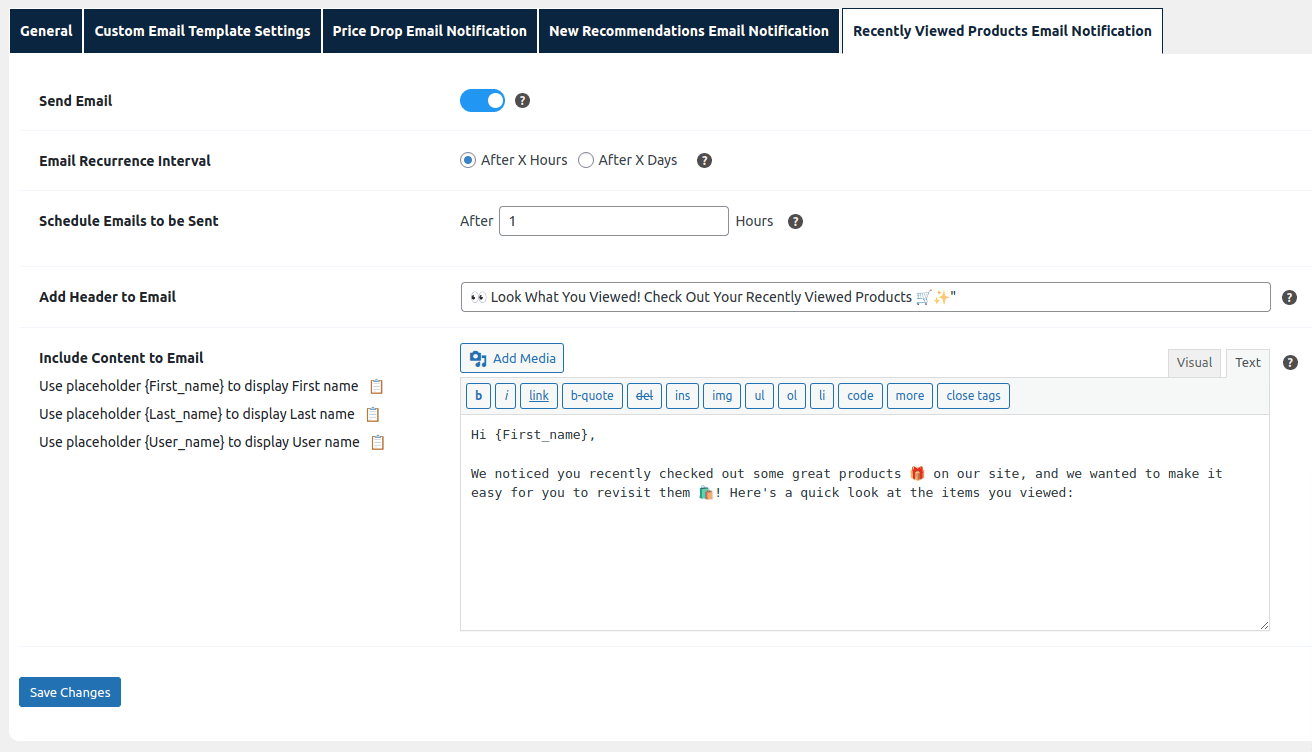 General
Custom Email Template Settings
Price Drop Email Notification
New Recommendations Email Notification
Recently Viewed Products Email Notification
Send Email
?
Email Recurrence Interval
After X Hours
After X Days
?
Schedule Emails to be Sent
After 1 Hours
?
Add Header to Email
👀 Look What You Viewed! Check Out Your Recently Viewed Products 🛒✨"
?
Include Content to Email
Use placeholder {First_name} to display First name 📋
Use placeholder {Last_name} to display Last name 📋
Use placeholder {User_name} to display User name 📋
Add Media
Visual
Text
?
b
i
link
b-quote
del
ins
img
ul
ol
li
code
more
close tags
Hi {First_name},
We noticed you recently checked out some great products 🎁 on our site, and we wanted to make it
easy for you to revisit them 🛍️! Here's a quick look at the items you viewed:
Save Changes